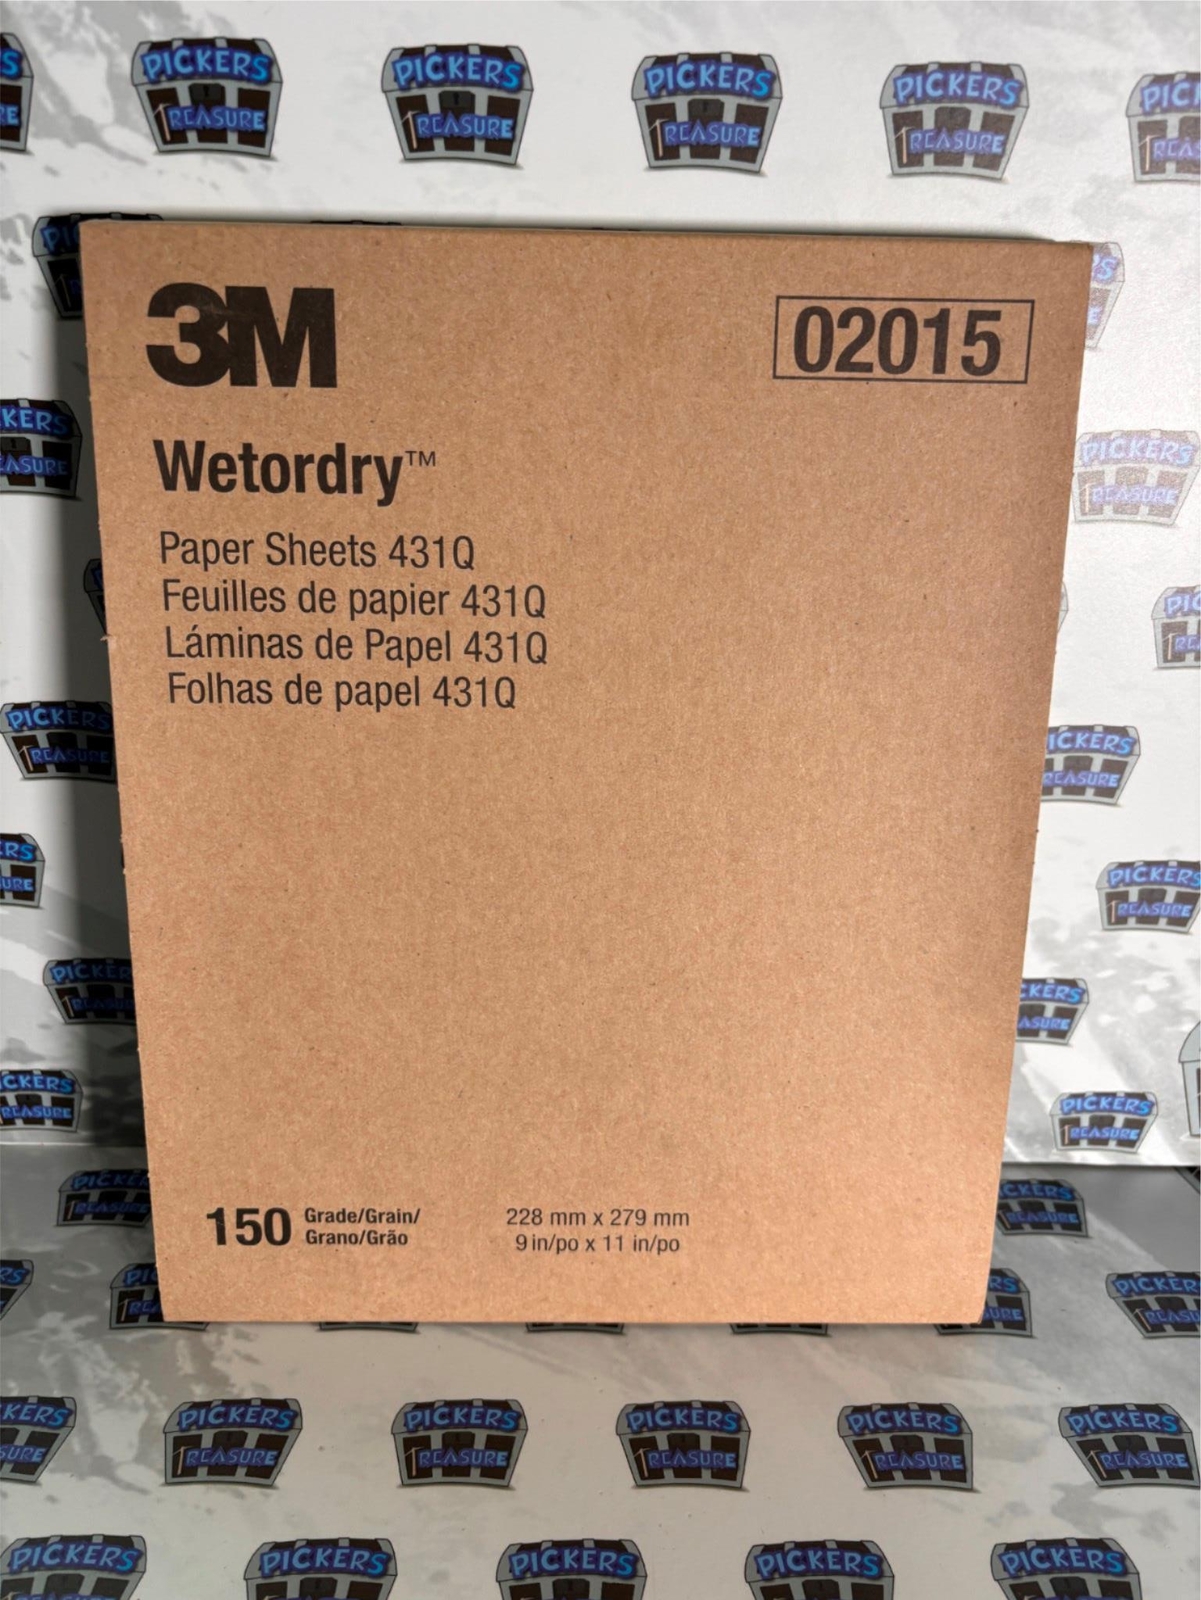 3M
02015
Wetordry™
Paper Sheets 431Q
Feuilles de papier 431Q
Láminas de Papel 431Q
Folhas de papel 431Q
150 Grade/Grain/
Grano/Grão
228 mm x 279 mm
9 in/po x 11 in/po
PICKERS
TREASURE